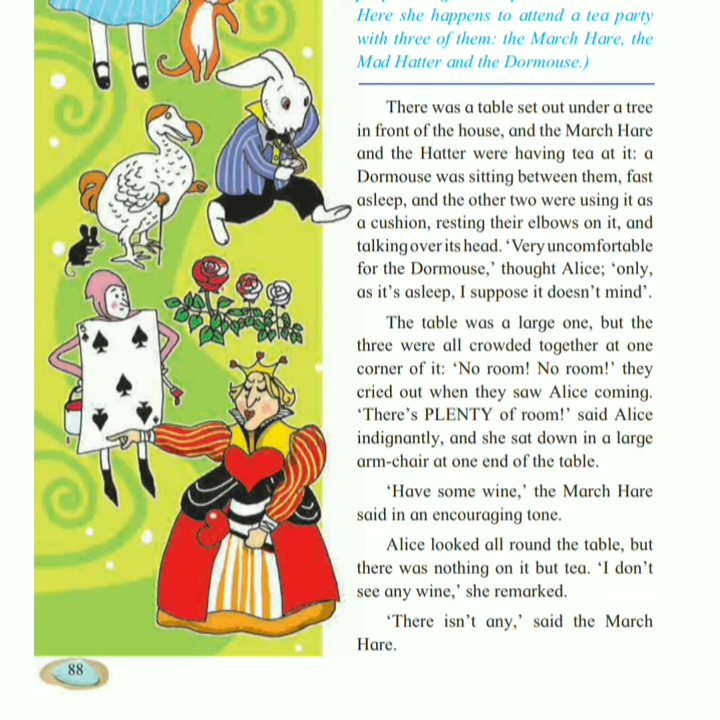 Here she happens to attend a tea party
with three of them: the March Hare, the
Mad Hatter and the Dormouse.)
There was a table set out under a tree
in front of the house, and the March Hare
and the Hatter were having tea at it: a
Dormouse was sitting between them, fast
asleep, and the other two were using it as
a cushion, resting their elbows on it, and
talking over its head. ‘Very uncomfortable
for the Dormouse,’ thought Alice; ‘only,
as it’s asleep, I suppose it doesn’t mind’.
The table was a large one, but the
three were all crowded together at one
corner of it: ‘No room! No room!’ they
cried out when they saw Alice coming.
‘There’s PLENTY of room!’ said Alice
indignantly, and she sat down in a large
arm-chair at one end of the table.
‘Have some wine,’ the March Hare
said in an encouraging tone.
Alice looked all round the table, but
there was nothing on it but tea. ‘I don’t
see any wine,’ she remarked.
‘There isn’t any,’ said the March
Hare.
5
88